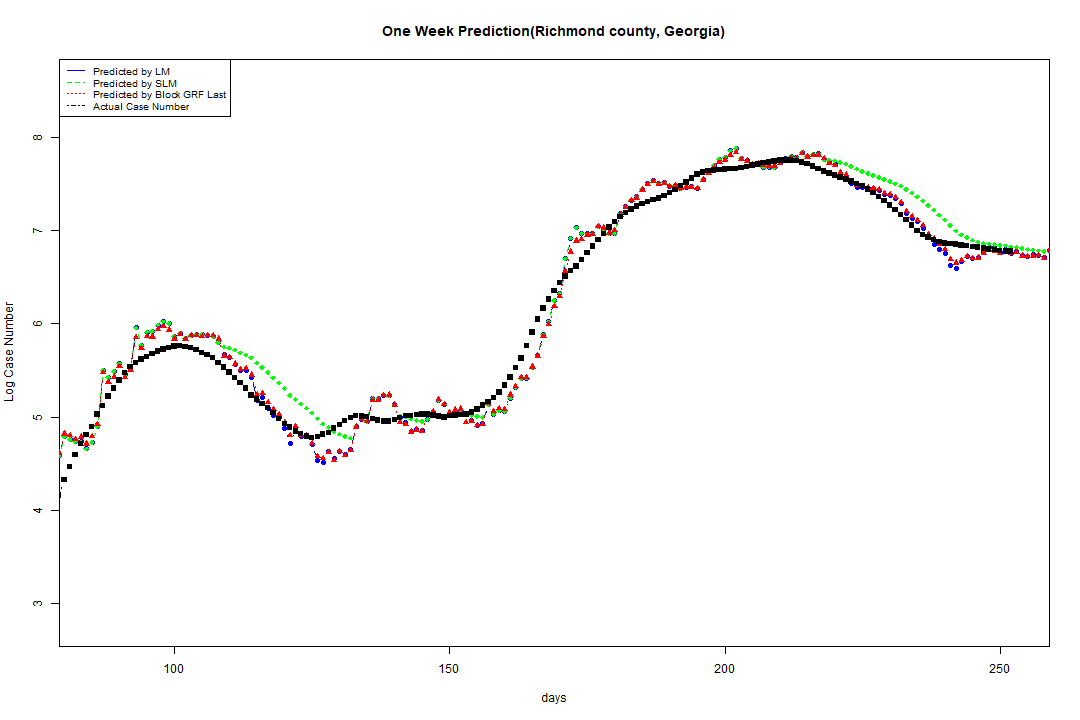 One Week Prediction(Richmond county, Georgia)
Predicted by LM
Predicted by SLM
Predicted by Block GRF Last
Actual Case Number
Log Case Number
8
7
6
5
4
3
100
150
200
250
days